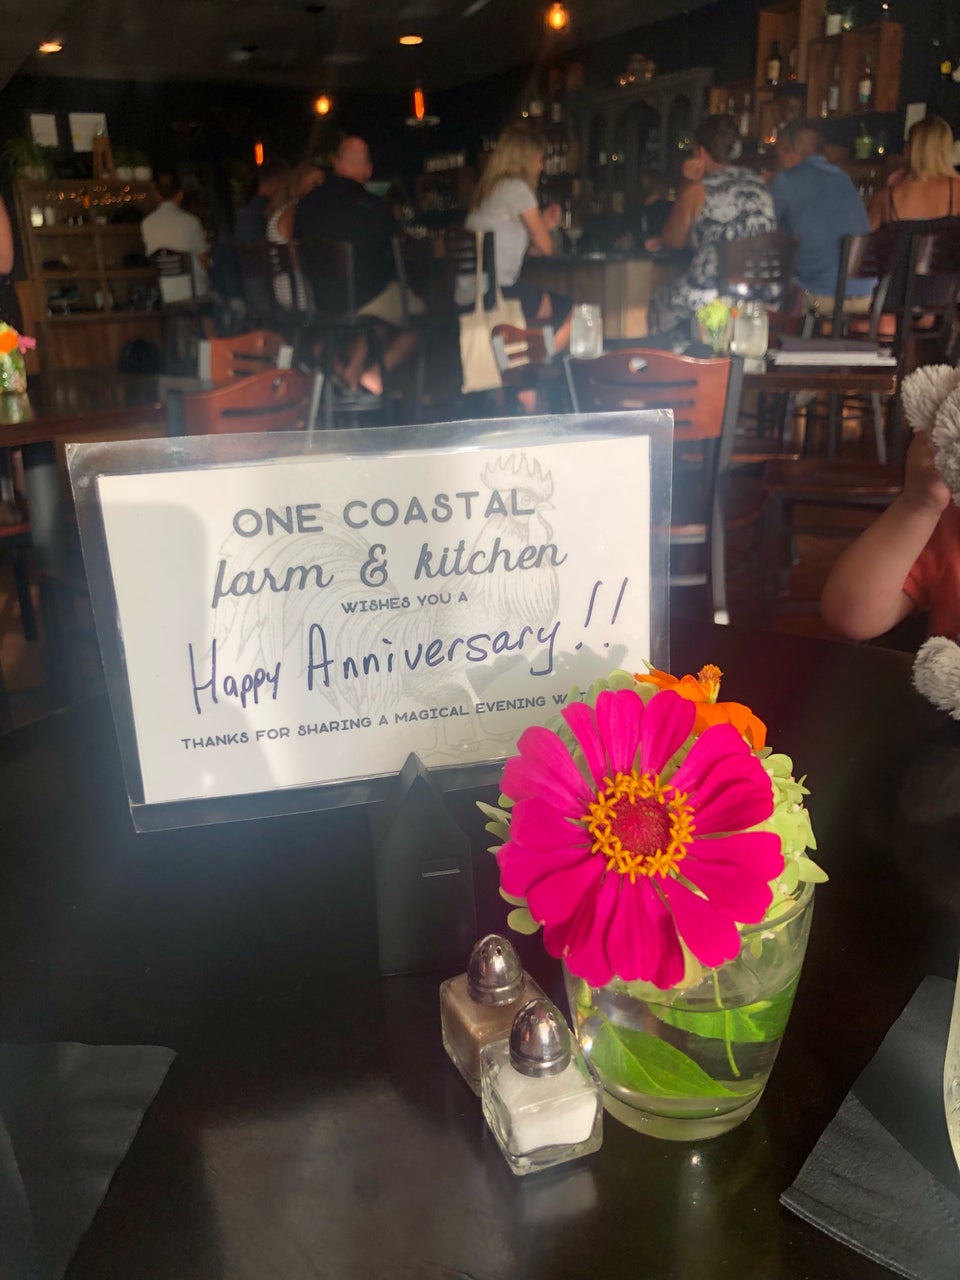 ONE COASTAL
farm & kitchen
WISHES YOU A
Happy Anniversary!!
THANKS FOR SHARING A MAGICAL EVENING